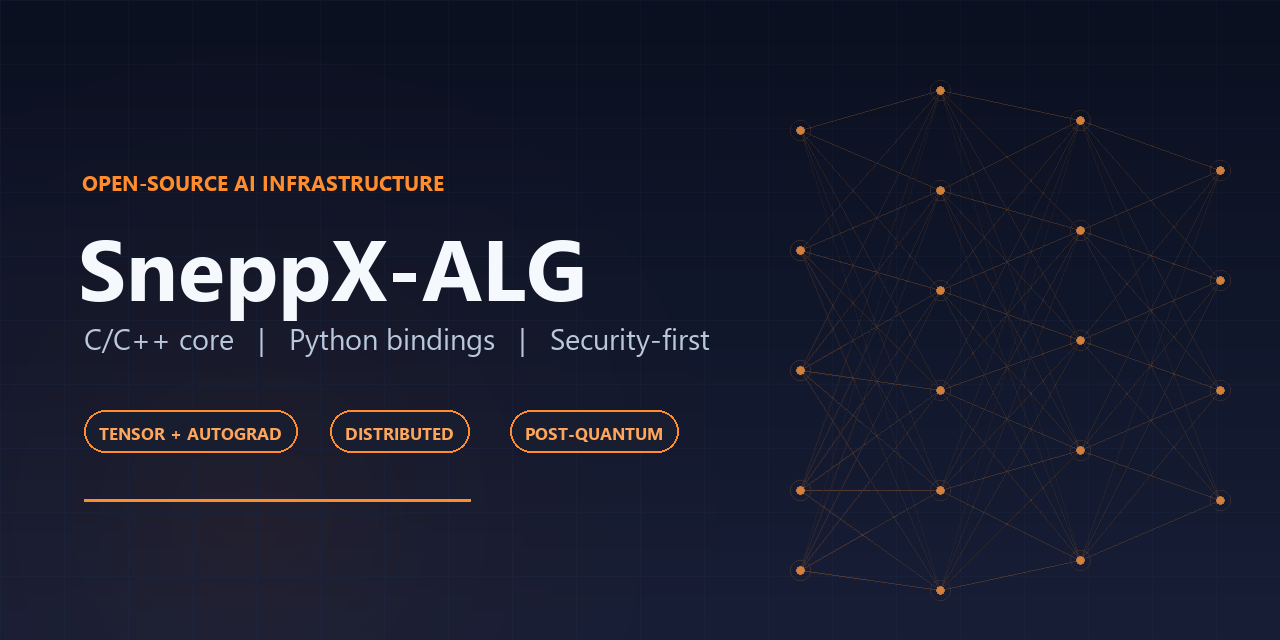 OPEN-SOURCE AI INFRASTRUCTURE
SneppX-ALG
C/C++ core | Python bindings | Security-first
TENSOR + AUTOGRAD DISTRIBUTED POST-QUANTUM